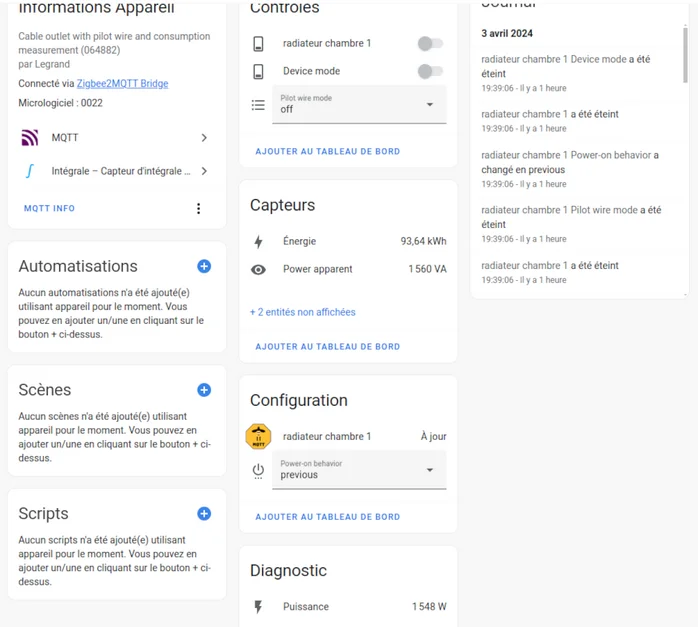 Informations Appareil
Cable outlet with pilot wire and consumption
measurement (064882)
par Legrand
Connecté via Zigbee2MQTT Bridge
Micrologiciel : 0022
MQTT
Intégrale – Capteur d'intégrale ...
MQTT INFO
Automatisations
Aucun automatisations n'a été ajouté(e)
utilisant appareil pour le moment. Vous
pouvez en ajouter un/une en cliquant sur le
bouton + ci-dessus.
Scènes
Aucun scènes n'a été ajouté(e) utilisant
appareil pour le moment. Vous pouvez en
ajouter un/une en cliquant sur le bouton + ci-
dessus.
Scripts
Aucun scripts n'a été ajouté(e) utilisant
appareil pour le moment. Vous pouvez en
ajouter un/une en cliquant sur le bouton + ci-
dessus.
Contrôles
radiateur chambre 1
Device mode
Pilot wire mode
off
AJOUTER AU TABLEAU DE BORD
Capteurs
Énergie 93,64 kWh
Power apparent 1 560 VA
+ 2 entités non affichées
AJOUTER AU TABLEAU DE BORD
Configuration
MQTT
radiateur chambre 1 À jour
Power-on behavior
previous
AJOUTER AU TABLEAU DE BORD
Diagnostic
Puissance 1 548 W
Journal
3 avril 2024
radiateur chambre 1 Device mode a été
éteint
19:39:06 - Il y a 1 heure
radiateur chambre 1 a été éteint
19:39:06 - Il y a 1 heure
radiateur chambre 1 Power-on behavior a
changé en previous
19:39:06 - Il y a 1 heure
radiateur chambre 1 Pilot wire mode a été
éteint
19:39:06 - Il y a 1 heure
radiateur chambre 1 a été éteint
19:39:06 - Il y a 1 heure